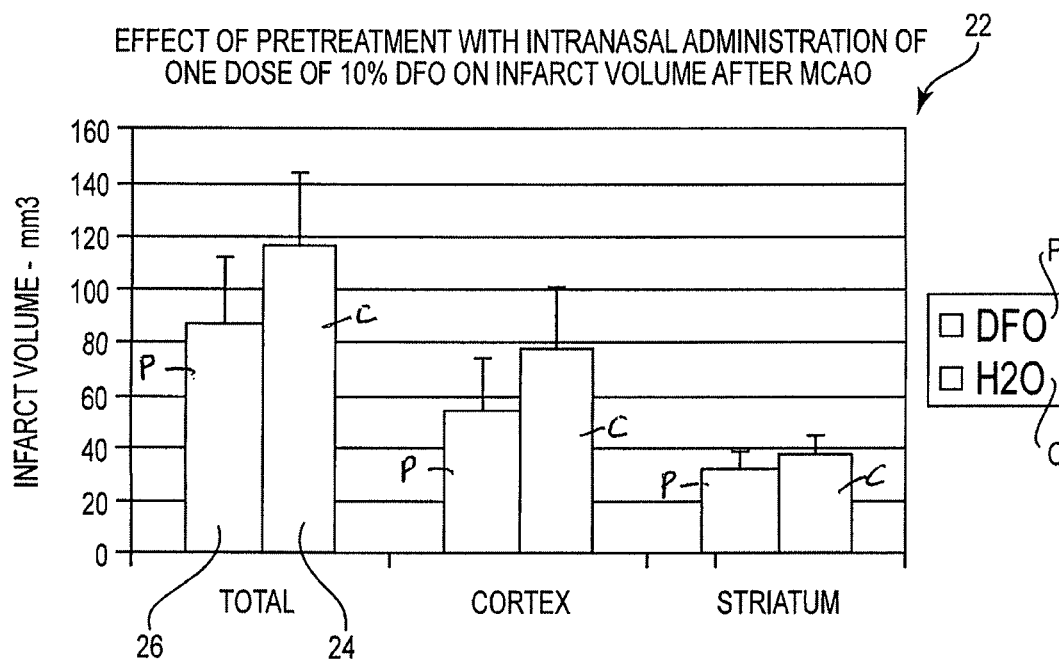 EFFECT OF PRETREATMENT WITH INTRANASAL ADMINISTRATION OF
ONE DOSE OF 10% DFO ON INFARCT VOLUME AFTER MCAO
22
INFARCT VOLUME - mm3
160
140
120
100
80
60
40
20
0
P
C
P
C
P
C
TOTAL
CORTEX
STRIATUM
26
24
DFO
H2O